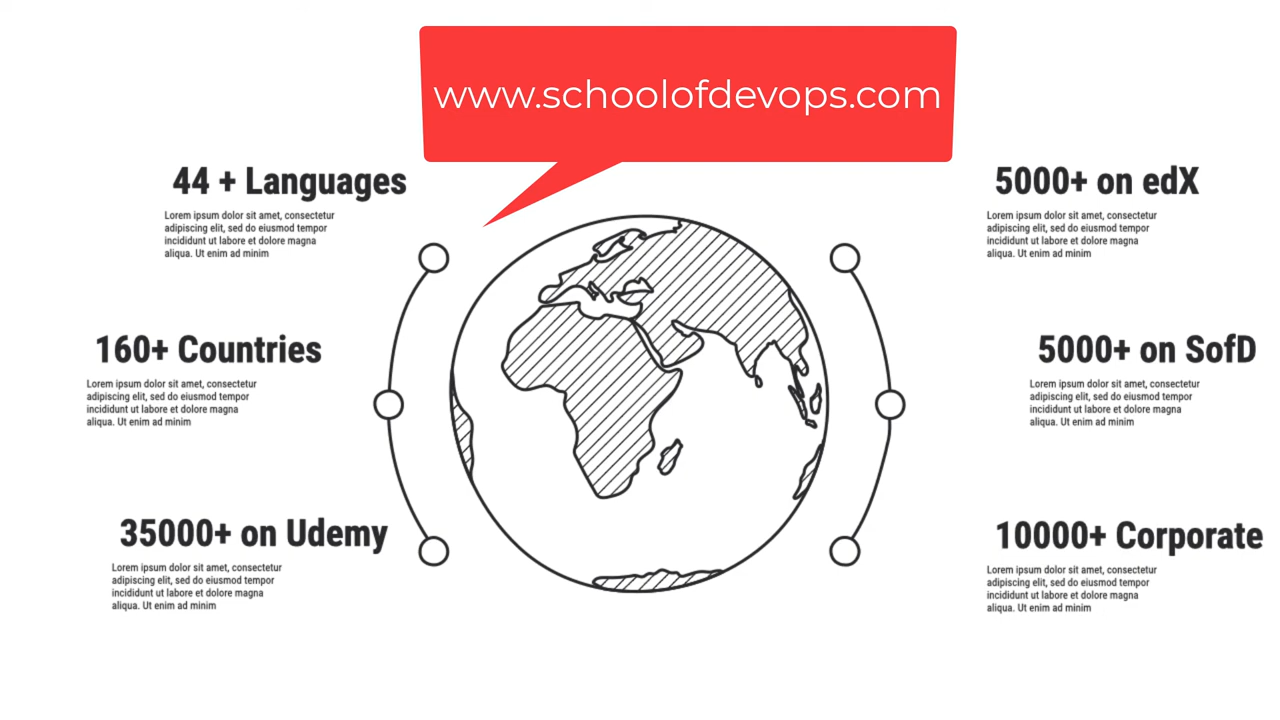 www.schoolofdevops.com
44 + Languages
Lorem ipsum dolor sit amet, consectetur
adipiscing elit, sed do eiusmod tempor
incididunt ut labore et dolore magna
aliqua. Ut enim ad minim
160+ Countries
Lorem ipsum dolor sit amet, consectetur
adipiscing elit, sed do eiusmod tempor
incididunt ut labore et dolore magna
aliqua. Ut enim ad minim
35000+ on Udemy
Lorem ipsum dolor sit amet, consectetur
adipiscing elit, sed do eiusmod tempor
incididunt ut labore et dolore magna
aliqua. Ut enim ad minim
5000+ on edX
Lorem ipsum dolor sit amet, consectetur
adipiscing elit, sed do eiusmod tempor
incididunt ut labore et dolore magna
aliqua. Ut enim ad minim
5000+ on SofD
Lorem ipsum dolor sit amet, consectetur
adipiscing elit, sed do eiusmod tempor
incididunt ut labore et dolore magna
aliqua. Ut enim ad minim
10000+ Corporate
Lorem ipsum dolor sit amet, consectetur
adipiscing elit, sed do eiusmod tempor
incididunt ut labore et dolore magna
aliqua. Ut enim ad minim